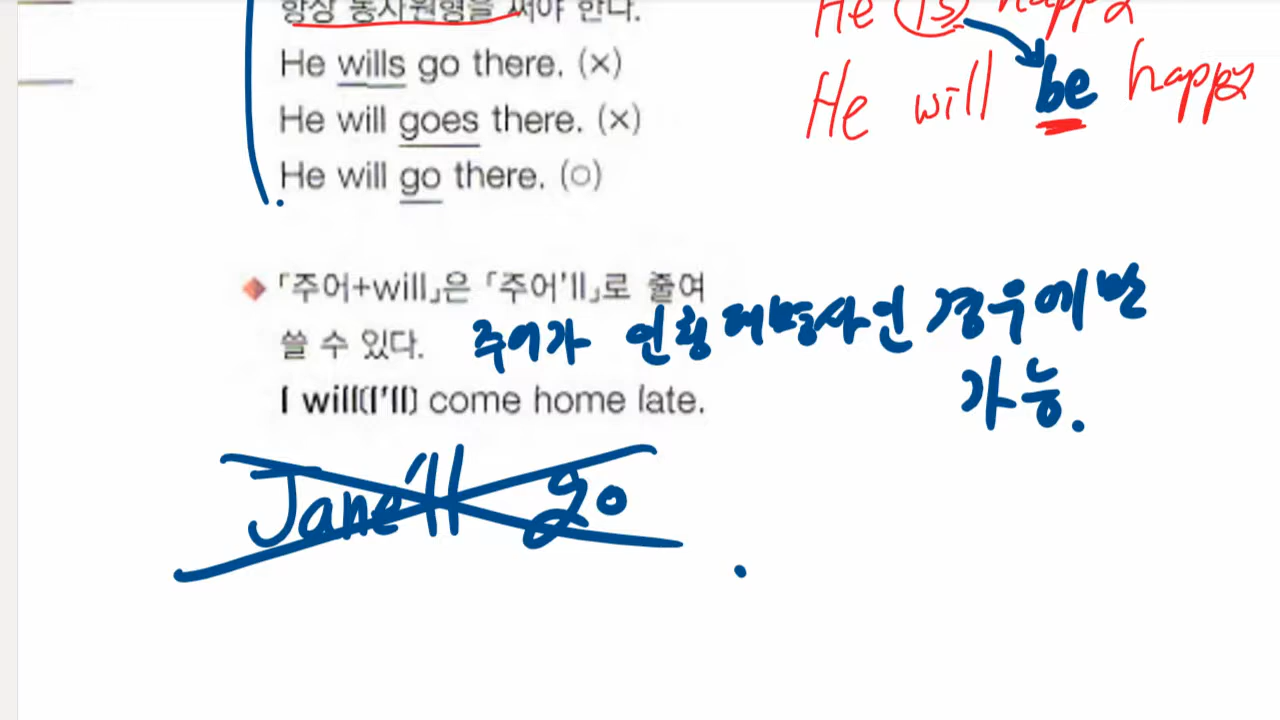 항상 동사원형을 써야 한다.
He wills go there. (×)
He will goes there. (×)
He will go there. (○)
He is happy
He will be happy
「주어+will」은 「주어'll」로 줄여
쓸 수 있다.
주어가 인칭대명사인 경우에만
가능.
I will(I'll) come home late.
Jane'll go